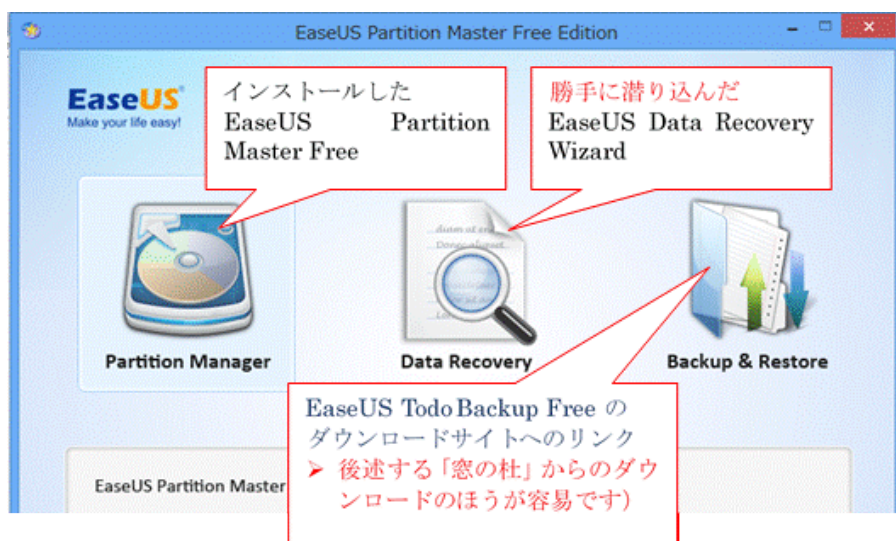 EaseUS Partition Master Free Edition
EaseUS
Make your life easy!
インストールした
EaseUS Partition
Master Free
勝手に潜り込んだ
EaseUS Data Recovery
Wizard
Partition Manager
Data Recovery
Backup & Restore
EaseUS Todo Backup Free の
ダウンロードサイトへのリンク
➢ 後述する「窓の杜」からのダウ
ンロードのほうが容易です)
EaseUS Partition Master